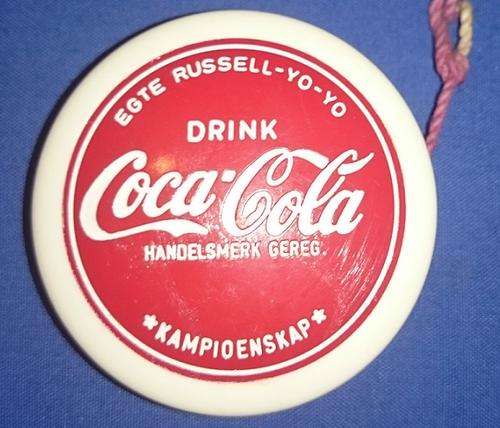 EGTE RUSSELL-YO-YO
DRINK
Coca-Cola
HANDELSMERK GEREG.
★KAMPIOENSKAP★